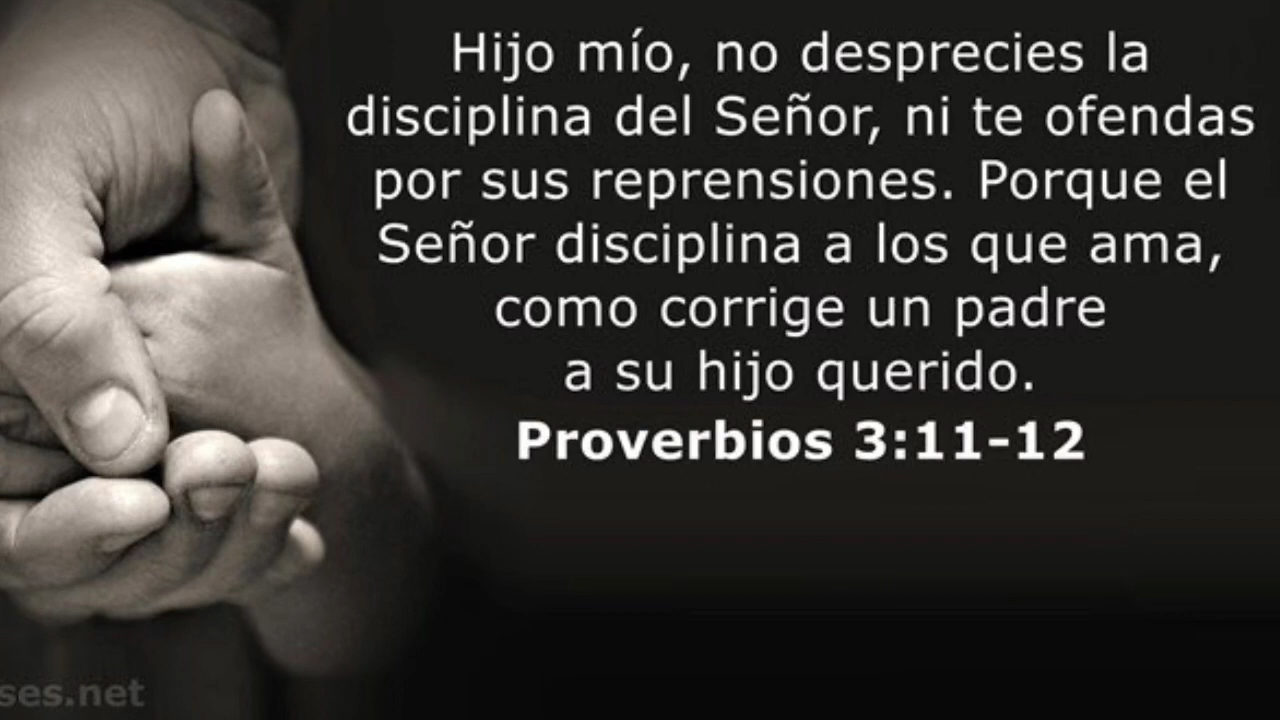 Hijo mío, no desprecies la
disciplina del Señor, ni te ofendas
por sus reprensiones. Porque el
Señor disciplina a los que ama,
como corrige un padre
a su hijo querido.
Proverbios 3:11-12
ses.net